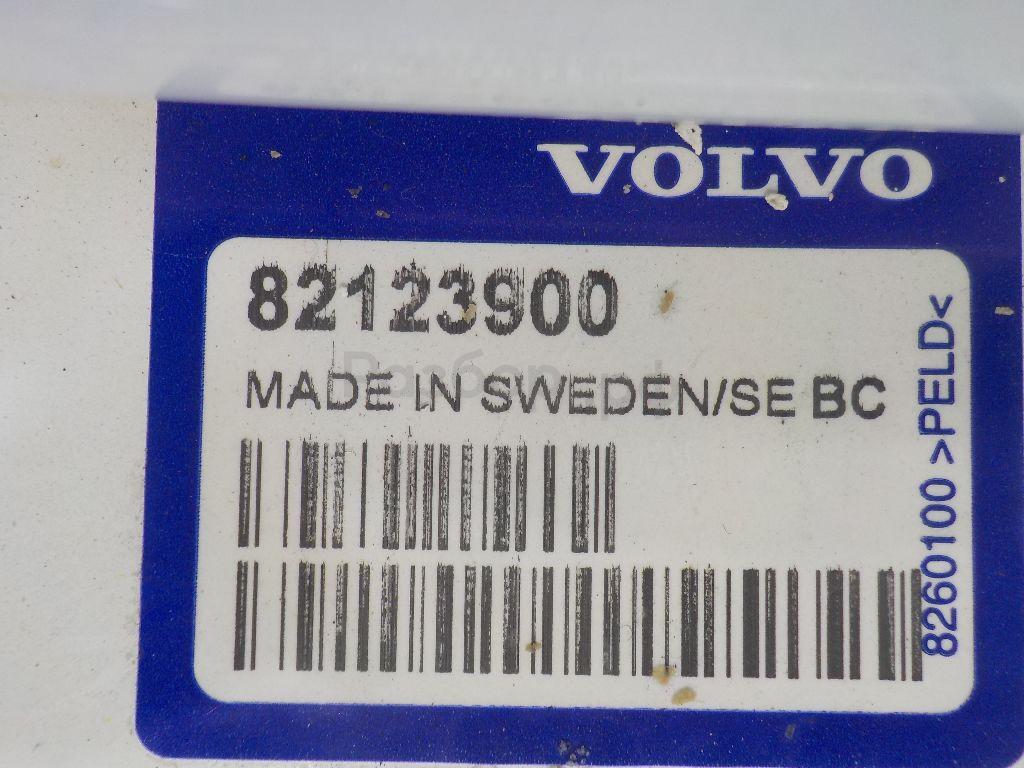 VOLVO
82123900
MADE IN SWEDEN/SE BC
8260100 >PELD<